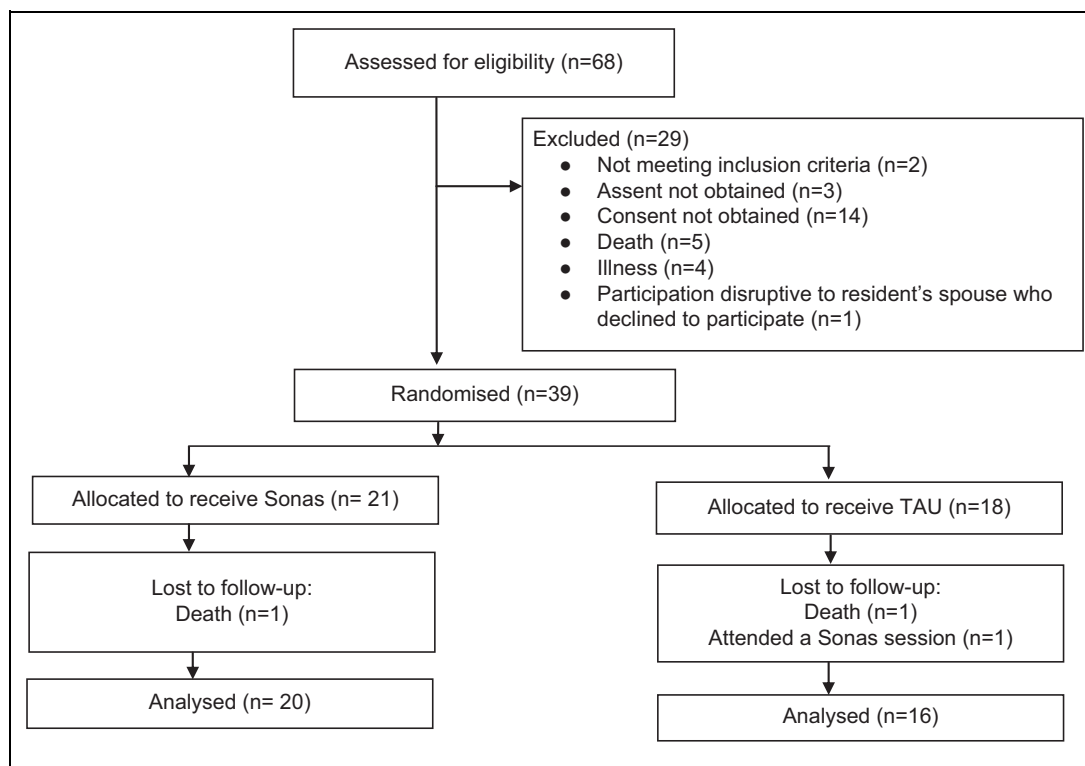 Assessed for eligibility (n=68)
Excluded (n=29)
● Not meeting inclusion criteria (n=2)
● Assent not obtained (n=3)
● Consent not obtained (n=14)
● Death (n=5)
● Illness (n=4)
● Participation disruptive to resident’s spouse who
declined to participate (n=1)
Randomised (n=39)
Allocated to receive Sonas (n= 21)
Lost to follow-up:
Death (n=1)
Analysed (n= 20)
Allocated to receive TAU (n=18)
Lost to follow-up:
Death (n=1)
Attended a Sonas session (n=1)
Analysed (n=16)